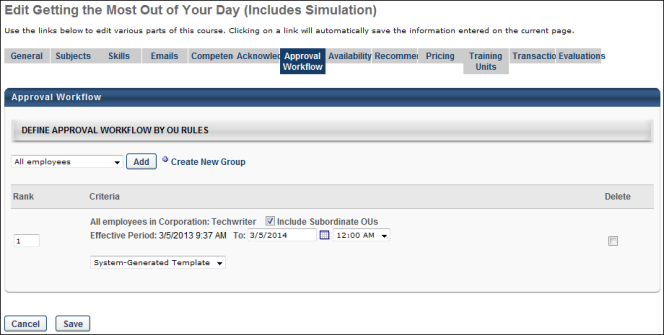 Edit Getting the Most Out of Your Day (Includes Simulation)
Use the links below to edit various parts of this course. Clicking on a link will automatically save the information entered on the current page.
General Subjects Skills Emails Competen Acknowled Approval Workflow Availability Recommen Pricing Training Units Transactio Evaluations
Approval Workflow
DEFINE APPROVAL WORKFLOW BY OU RULES
All employees Add Create New Group
Rank Criteria Delete
All employees in Corporation: Techwriter Include Subordinate OUs
1 Effective Period: 3/5/2013 9:37 AM To: 3/5/2014 12:00 AM
System-Generated Template
Cancel Save